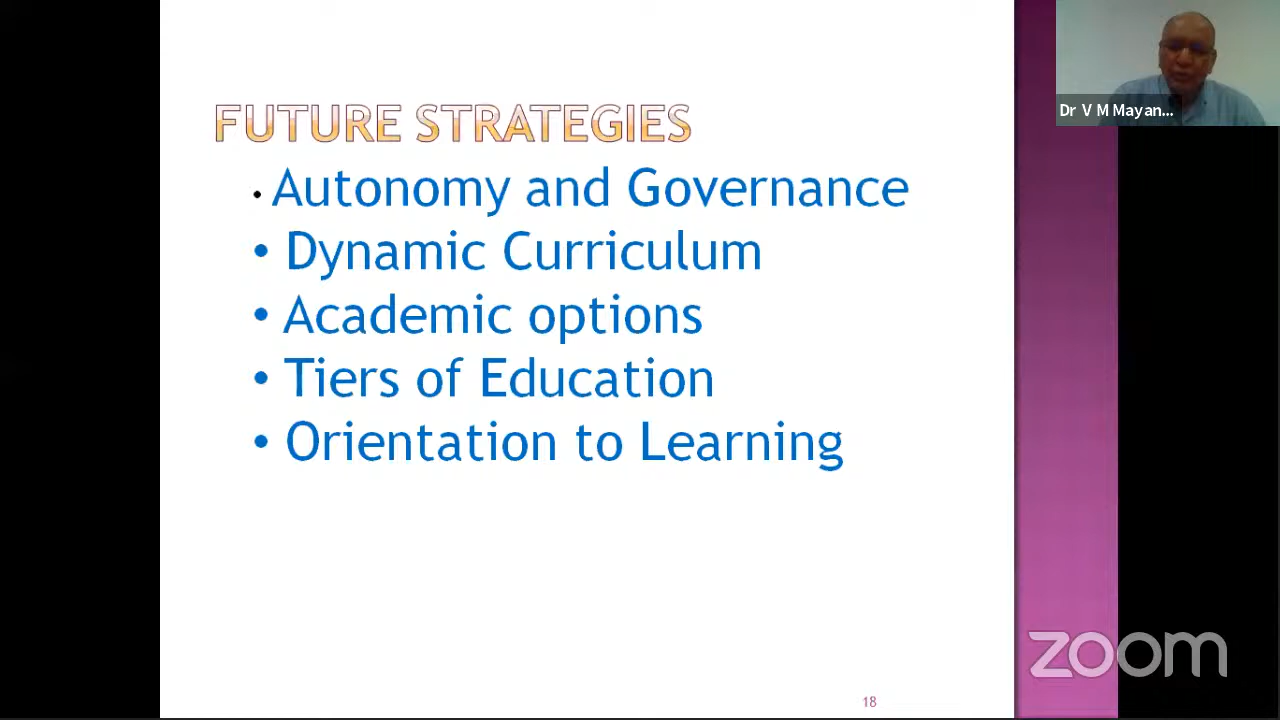 FUTURE STRATEGIES
• Autonomy and Governance
• Dynamic Curriculum
• Academic options
• Tiers of Education
• Orientation to Learning
18
Dr V M Mayan...
zoom